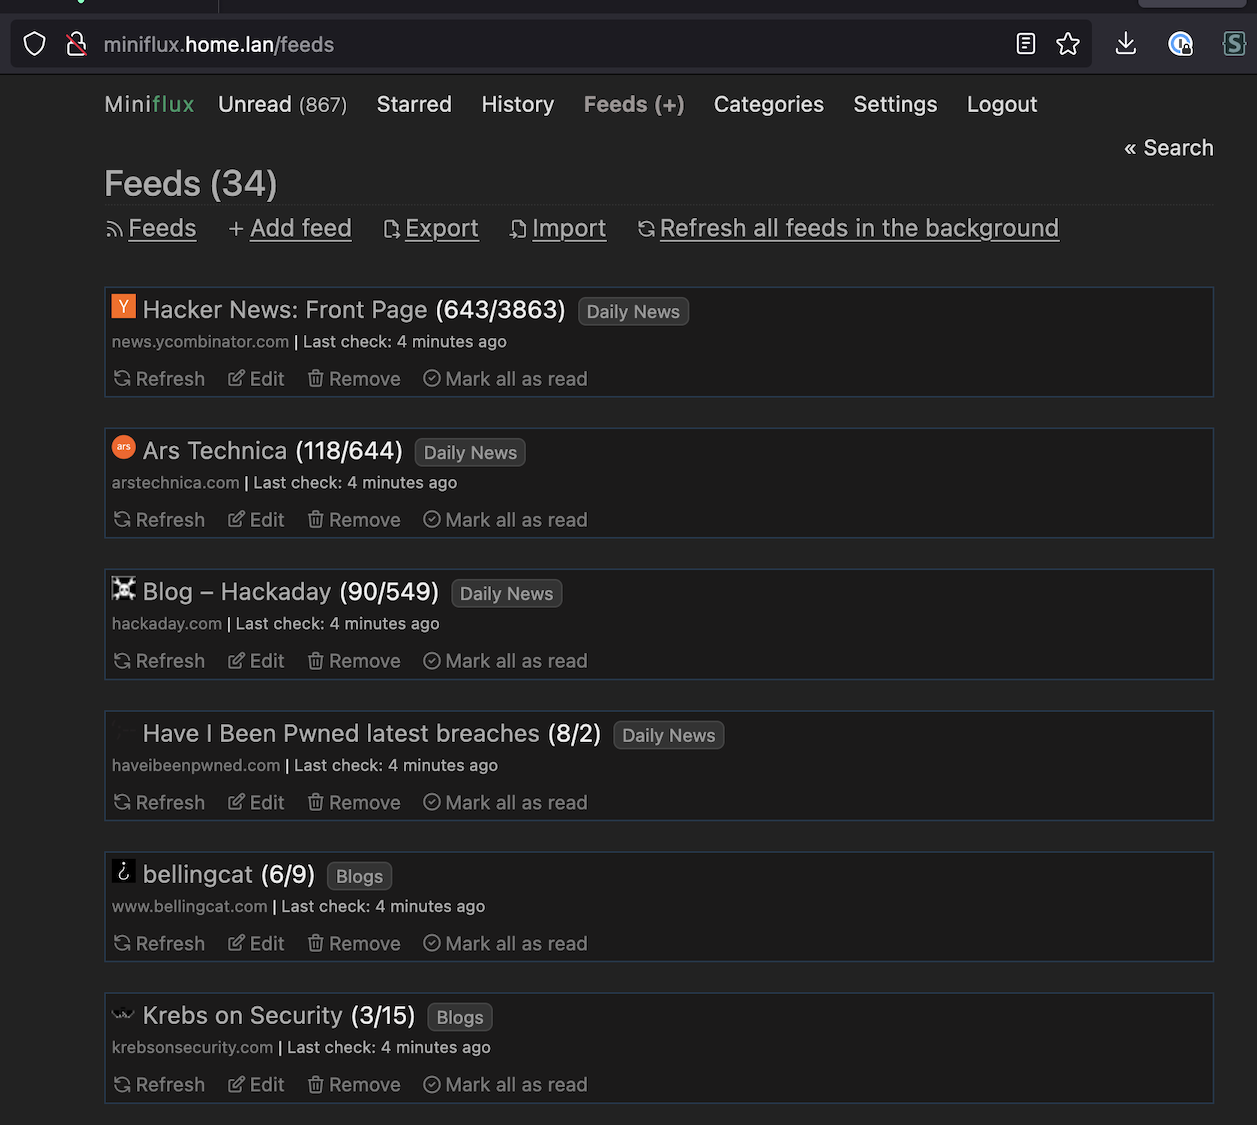 miniflux.home.lan/feeds
Miniflux Unread (867) Starred History Feeds (+) Categories Settings Logout
« Search
Feeds (34)
Feeds + Add feed Export Import Refresh all feeds in the background
Y Hacker News: Front Page (643/3863) Daily News
news.ycombinator.com | Last check: 4 minutes ago
Refresh Edit Remove Mark all as read
ars Ars Technica (118/644) Daily News
arstechnica.com | Last check: 4 minutes ago
Refresh Edit Remove Mark all as read
Blog – Hackaday (90/549) Daily News
hackaday.com | Last check: 4 minutes ago
Refresh Edit Remove Mark all as read
Have I Been Pwned latest breaches (8/2) Daily News
haveibeenpwned.com | Last check: 4 minutes ago
Refresh Edit Remove Mark all as read
bellingcat (6/9) Blogs
www.bellingcat.com | Last check: 4 minutes ago
Refresh Edit Remove Mark all as read
Krebs on Security (3/15) Blogs
krebsonsecurity.com | Last check: 4 minutes ago
Refresh Edit Remove Mark all as read